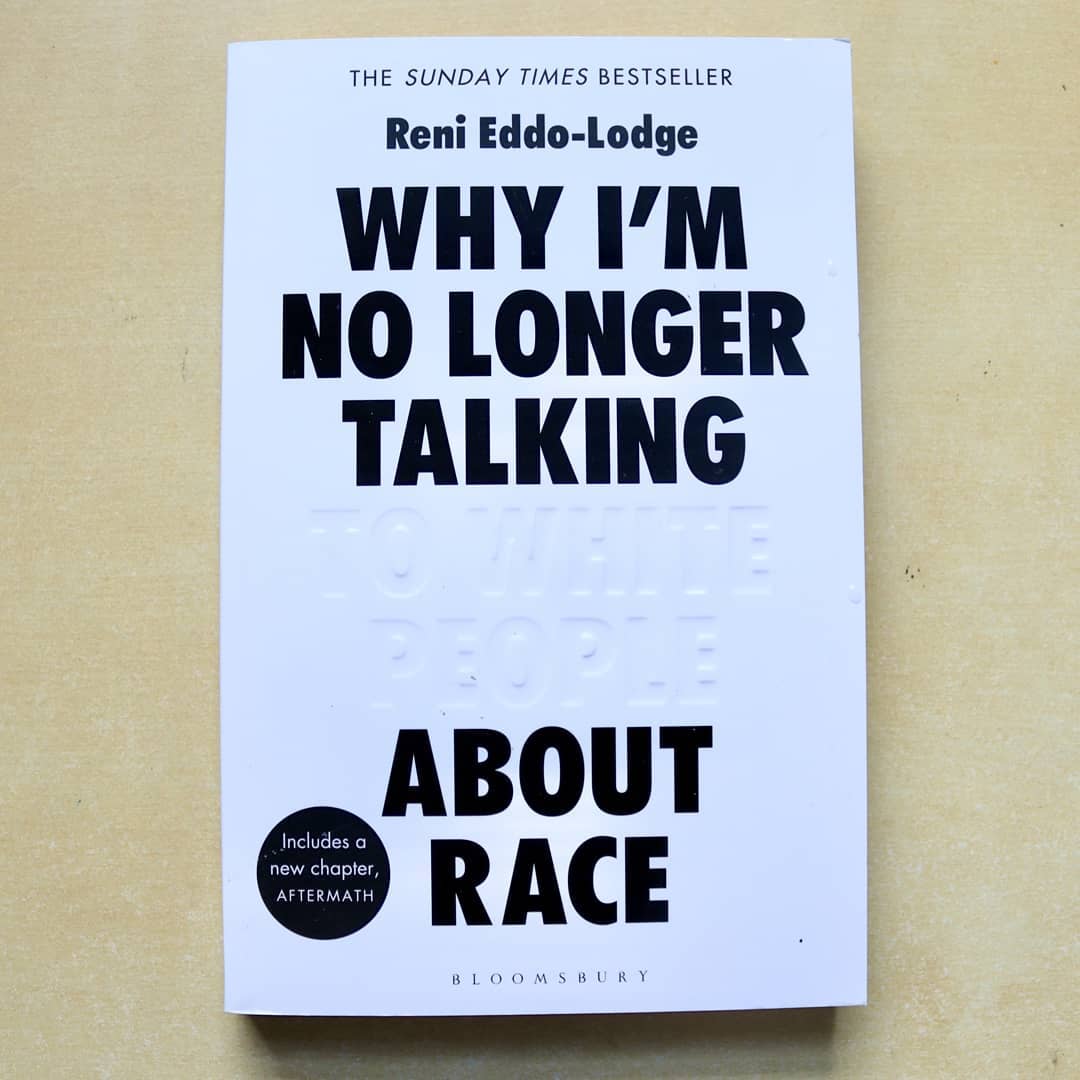 THE SUNDAY TIMES BESTSELLER
Reni Eddo-Lodge
WHY I'M
NO LONGER
TALKING
TO WHITE
PEOPLE
ABOUT
RACE
Includes a
new chapter,
AFTERMATH
BLOOMSBURY